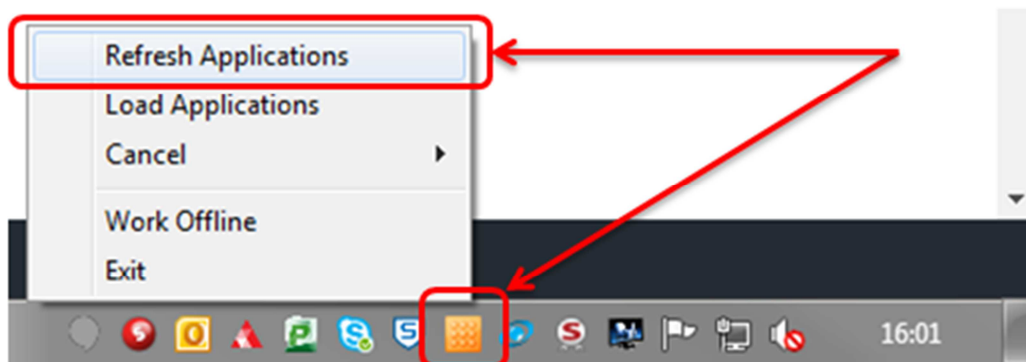 Refresh Applications
Load Applications
Cancel
Work Offline
Exit
16:01